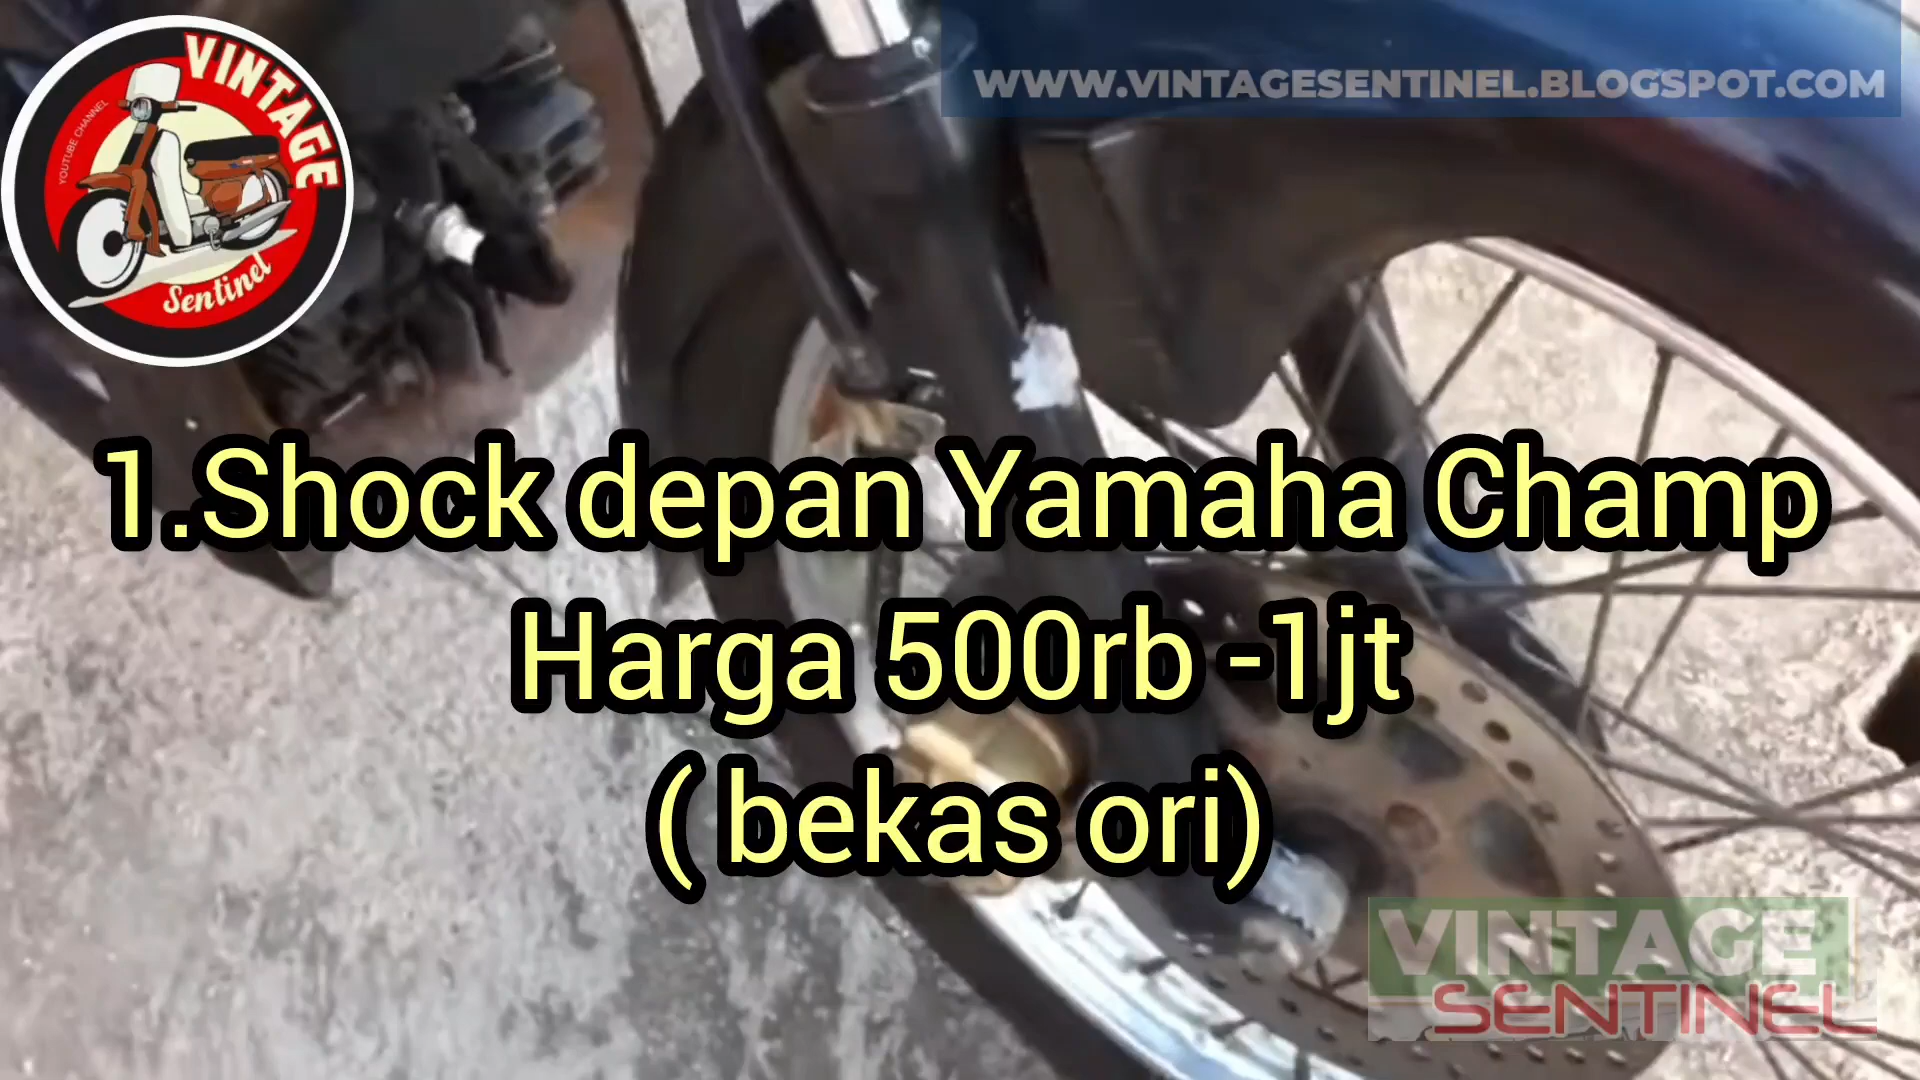 VINTAGE
YOUTUBE CHANNEL
Sentinel
WWW.VINTAGESENTINEL.BLOGSPOT.COM
1.Shock depan Yamaha Champ
Harga 500rb -1jt
( bekas ori)
VINTAGE
SENTINEL